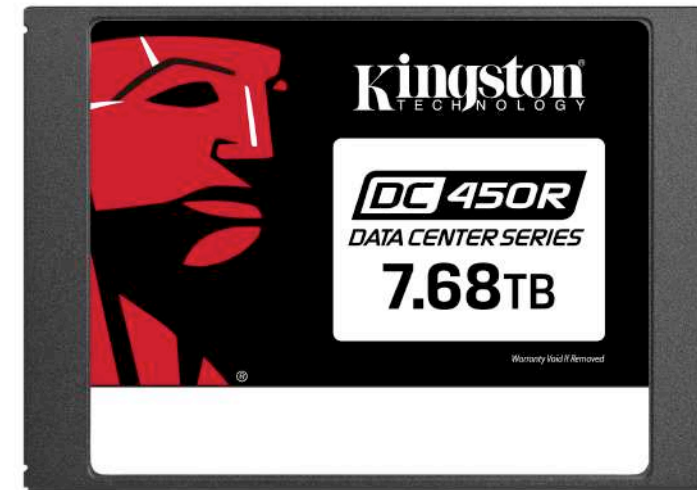 Kingston®
TECHNOLOGY
DC 450R
DATA CENTER SERIES
7.68TB
Warranty Void If Removed
®